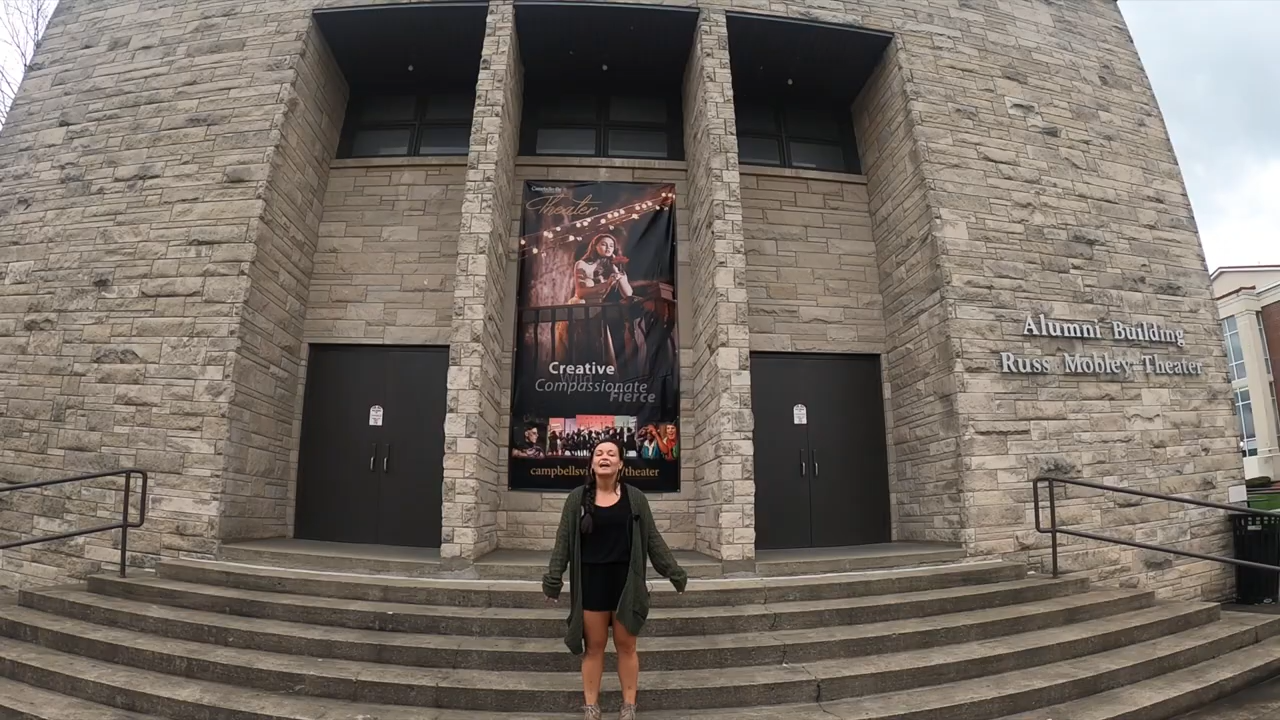 Campbellsville
Theater
Creative
Compassionate
Fierce
Alumni Building
Russ Mobley Theater
/theater